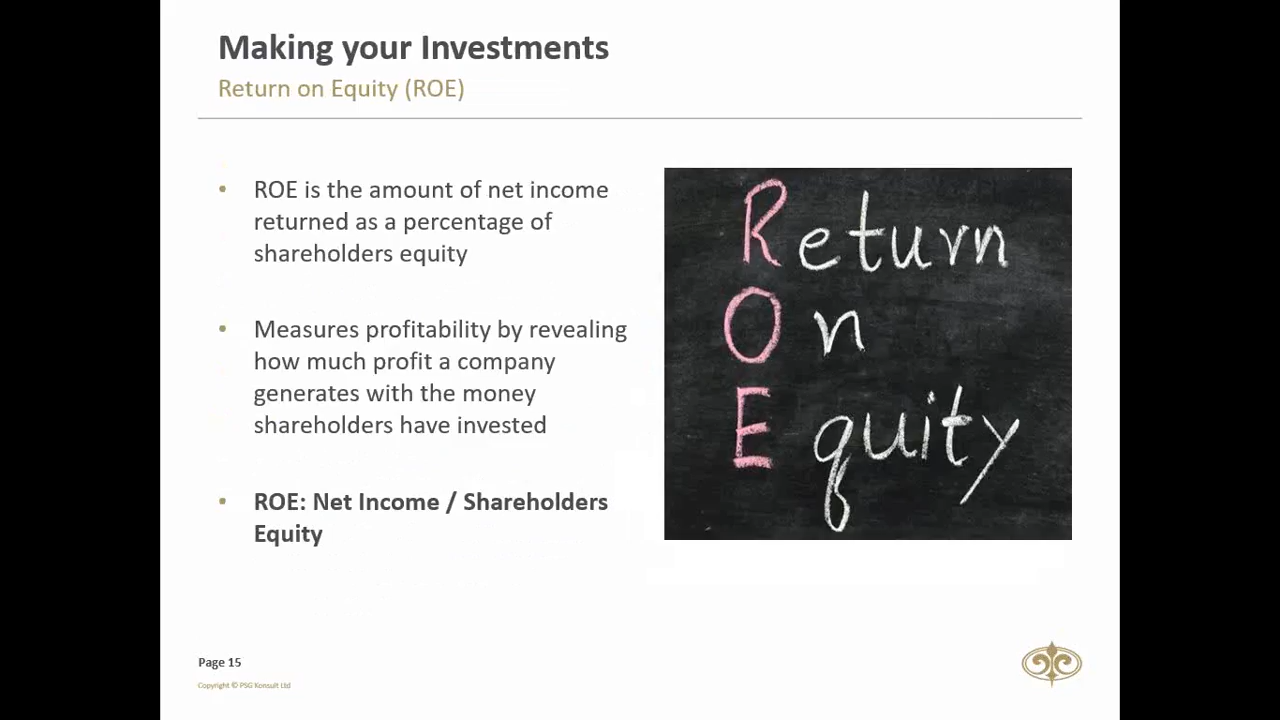 Making your Investments
Return on Equity (ROE)
• ROE is the amount of net income
returned as a percentage of
shareholders equity
• Measures profitability by revealing
how much profit a company
generates with the money
shareholders have invested
• ROE: Net Income / Shareholders
Equity
Return
On
Equity
Page 15
Copyright © PSG Konsult Ltd